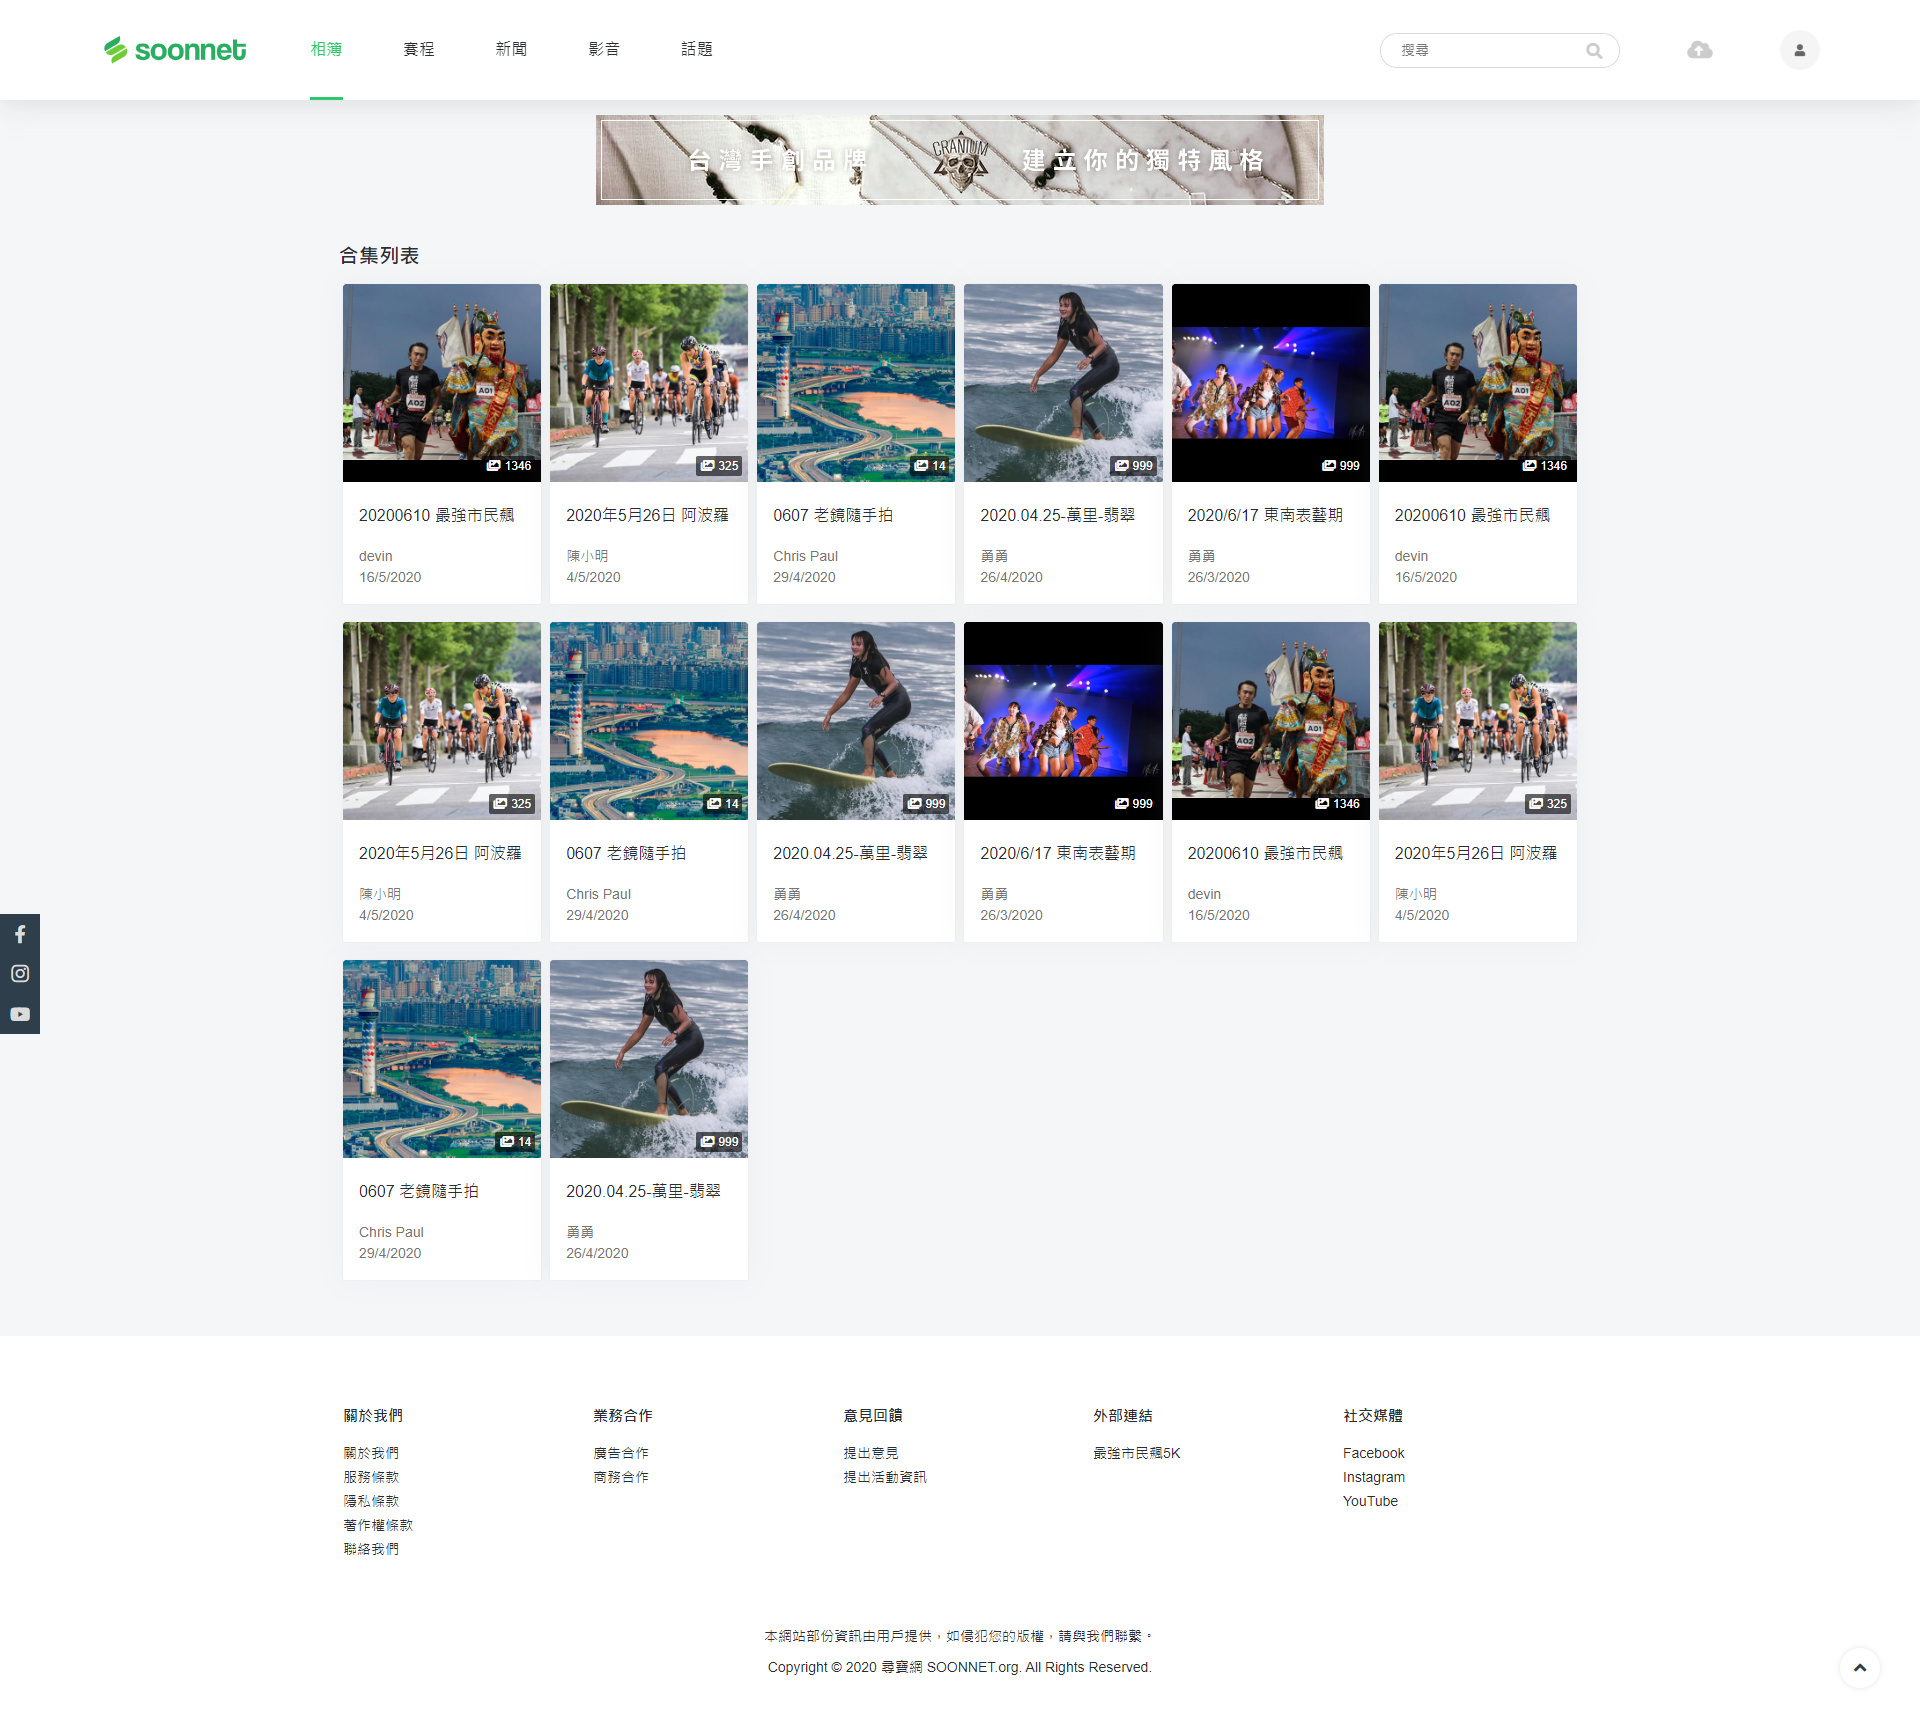 soonnet
相簿
賽程
新聞
影音
話題
搜尋
台灣手創品牌
CRANIUM
建立你的獨特風格
合集列表
A01
A02
1346
325
14
999
999
A01
A02
1346
20200610 最強市民飆
2020年5月26日 阿波羅
0607 老鏡隨手拍
2020.04.25-萬里-翡翠
2020/6/17 東南表藝期
20200610 最強市民飆
devin
陳小明
Chris Paul
勇勇
勇勇
devin
16/5/2020
4/5/2020
29/4/2020
26/4/2020
26/3/2020
16/5/2020
A01
A02
325
14
999
999
1346
325
2020年5月26日 阿波羅
0607 老鏡隨手拍
2020.04.25-萬里-翡翠
2020/6/17 東南表藝期
20200610 最強市民飆
2020年5月26日 阿波羅
陳小明
Chris Paul
勇勇
勇勇
devin
陳小明
4/5/2020
29/4/2020
26/4/2020
26/3/2020
16/5/2020
4/5/2020
14
999
0607 老鏡隨手拍
2020.04.25-萬里-翡翠
Chris Paul
勇勇
29/4/2020
26/4/2020
關於我們
關於我們
服務條款
隱私條款
著作權條款
聯絡我們
業務合作
廣告合作
商務合作
意見回饋
提出意見
提出活動資訊
外部連結
最強市民飆5K
社交媒體
Facebook
Instagram
YouTube
本網站部份資訊由用戶提供，如侵犯您的版權，請與我們聯繫。
Copyright © 2020 尋寶網 SOONNET.org. All Rights Reserved.